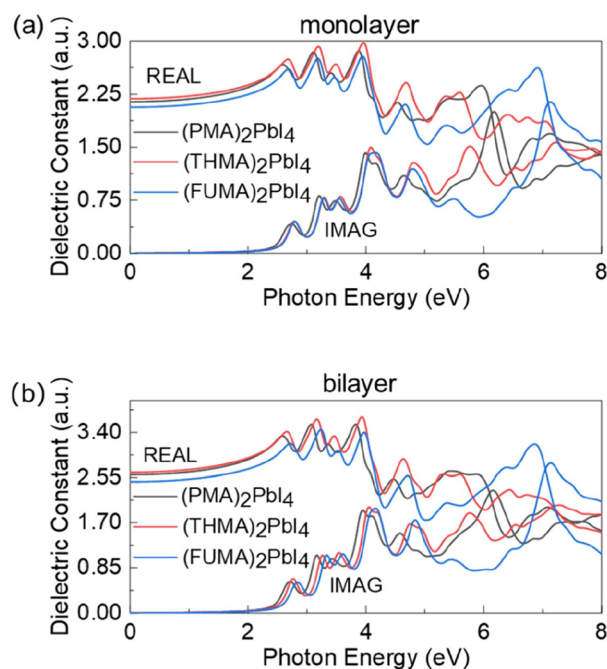 (a)
monolayer
Dielectric Constant (a.u.)
3.00
2.25
1.50
0.75
0.00
REAL
(PMA)2PbI4
(THMA)2PbI4
(FUMA)2PbI4
IMAG
0 2 4 6 8
Photon Energy (eV)
(b)
bilayer
Dielectric Constant (a.u.)
3.40
2.55
1.70
0.85
0.00
REAL
(PMA)2PbI4
(THMA)2PbI4
(FUMA)2PbI4
IMAG
0 2 4 6 8
Photon Energy (eV)